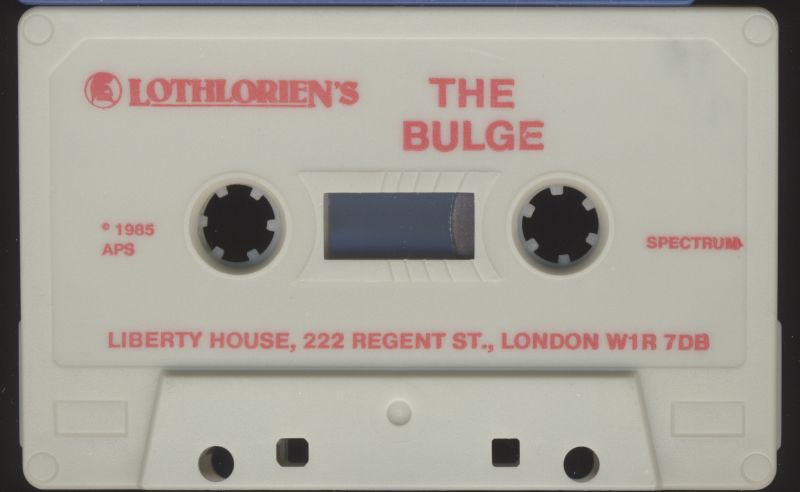 LOTHLORIEN'S
THE
BULGE
© 1985
APS
SPECTRUM
LIBERTY HOUSE, 222 REGENT ST., LONDON W1R 7DB